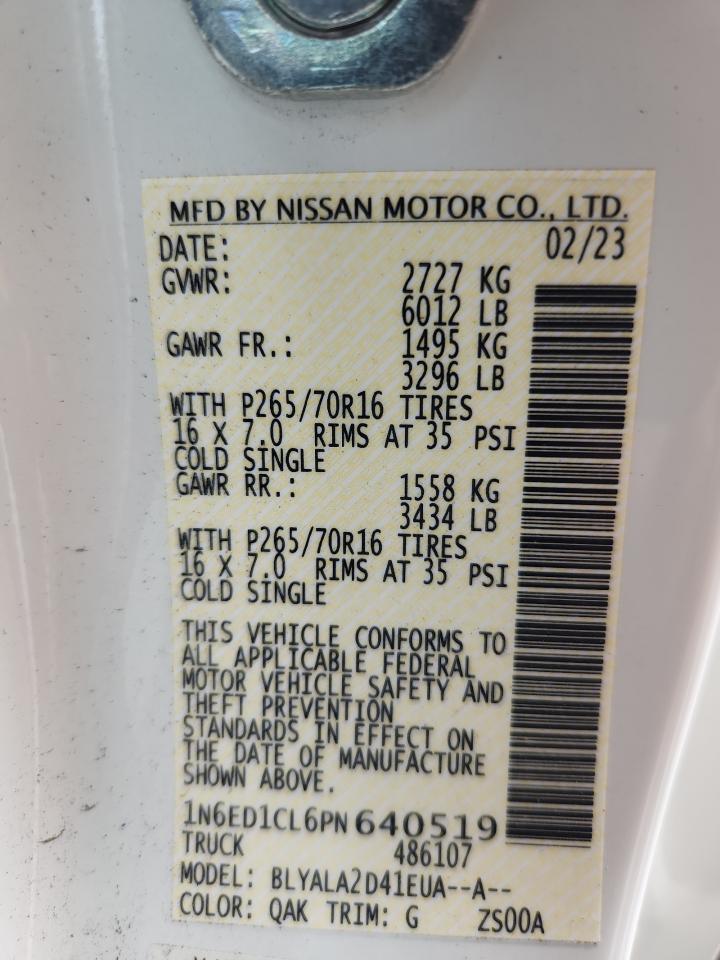 MFD BY NISSAN MOTOR CO., LTD.
DATE: 02/23
GVWR: 2727 KG
6012 LB
GAWR FR.: 1495 KG
3296 LB
WITH P265/70R16 TIRES
16 X 7.0 RIMS AT 35 PSI
COLD SINGLE
GAWR RR.: 1558 KG
3434 LB
WITH P265/70R16 TIRES
16 X 7.0 RIMS AT 35 PSI
COLD SINGLE
THIS VEHICLE CONFORMS TO
ALL APPLICABLE FEDERAL
MOTOR VEHICLE SAFETY AND
THEFT PREVENTION
STANDARDS IN EFFECT ON
THE DATE OF MANUFACTURE
SHOWN ABOVE.
1N6ED1CL6PN640519
TRUCK 486107
MODEL: BLYALA2D41EUA--A--
COLOR: QAK TRIM: G ZS00A